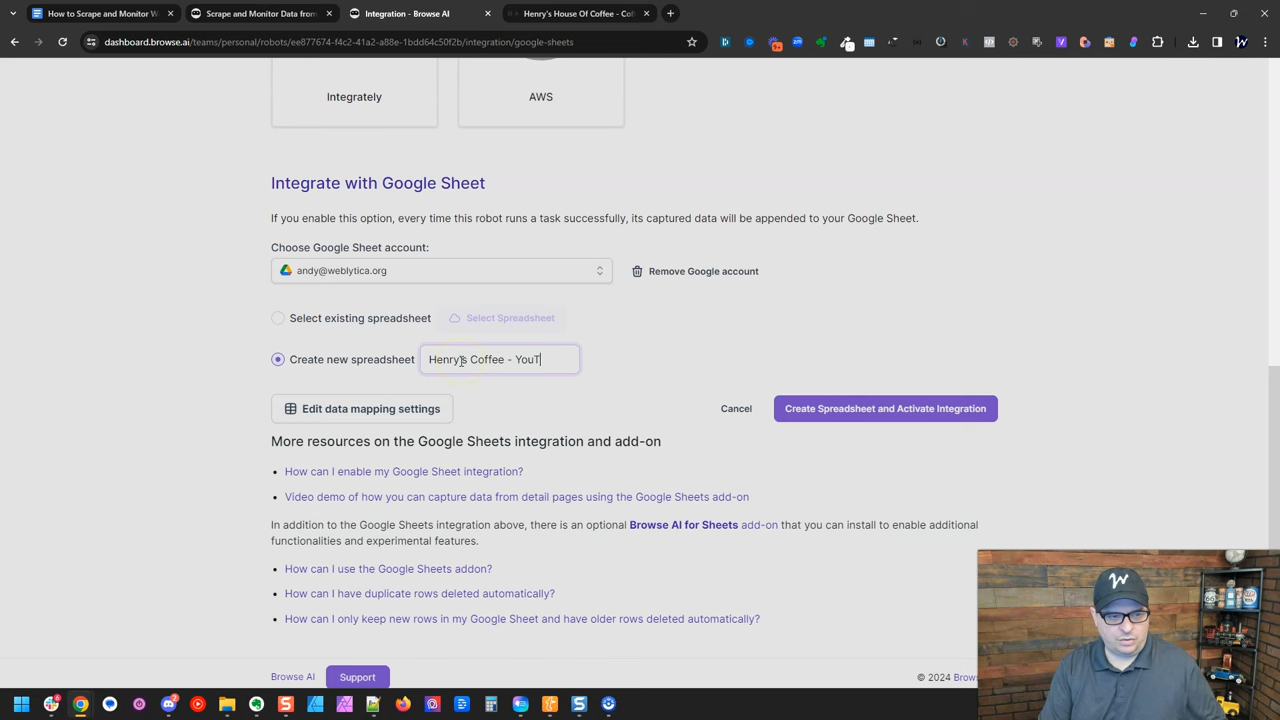 How to Scrape and Monitor W
Scrape and Monitor Data from
Integration - Browse AI
Henry's House Of Coffee - Cof
dashboard.browse.ai/teams/personal/robots/ee877674-f4c2-41a2-a88e-1bdd64c50f2b/integration/google-sheets
Integrately
AWS
Integrate with Google Sheet
If you enable this option, every time this robot runs a task successfully, its captured data will be appended to your Google Sheet.
Choose Google Sheet account:
andy@weblytica.org
Remove Google account
Select existing spreadsheet
Select Spreadsheet
Create new spreadsheet
Henry's Coffee - YouT
Edit data mapping settings
Cancel
Create Spreadsheet and Activate Integration
More resources on the Google Sheets integration and add-on
How can I enable my Google Sheet integration?
Video demo of how you can capture data from detail pages using the Google Sheets add-on
In addition to the Google Sheets integration above, there is an optional Browse AI for Sheets add-on that you can install to enable additional
functionalities and experimental features.
How can I use the Google Sheets addon?
How can I have duplicate rows deleted automatically?
How can I only keep new rows in my Google Sheet and have older rows deleted automatically?
Browse AI
Support
© 2024 Brows